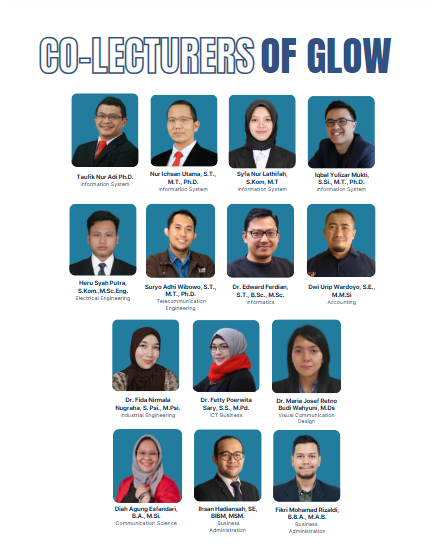 CO-LECTURERS OF GLOW
Taufik Nur Adi Ph.D.
Information System
Nur Ichsan Utama, S.T.,
M.T., Ph.D.
Information System
Syfa Nur Lathifah,
S.Kom, M.T
Information System
Iqbal Yulizar Mukti,
S.Si., M.T., Ph.D.
Information System
Heru Syah Putra,
S.Kom.,M.Sc.Eng.
Electrical Engineering
Suryo Adhi Wibowo, S.T.,
M.T., Ph.D.
Telecommunication
Engineering
Dr. Edward Ferdian,
S.T., B.Sc., M.Sc.
Informatics
Dwi Urip Wardoyo, S.E.,
M.M.Si
Accounting
Dr. Fida Nirmala
Nugraha, S. Psi., M.Psi.
Industrial Engineering
Dr. Fetty Poerwita
Sary, S.S., M.Pd.
ICT Business
Dr. Maria Josef Retno
Budi Wahyuni, M.Ds
Visual Communication
Design
Diah Agung Esfandari,
B.A., M.Si.
Communication Science
Ihsan Hadiansah, SE,
BIBM, MSM.
Business
Administration
Fikri Mohamad Rizaldi,
B.B.A., M.A.B.
Business
Administration